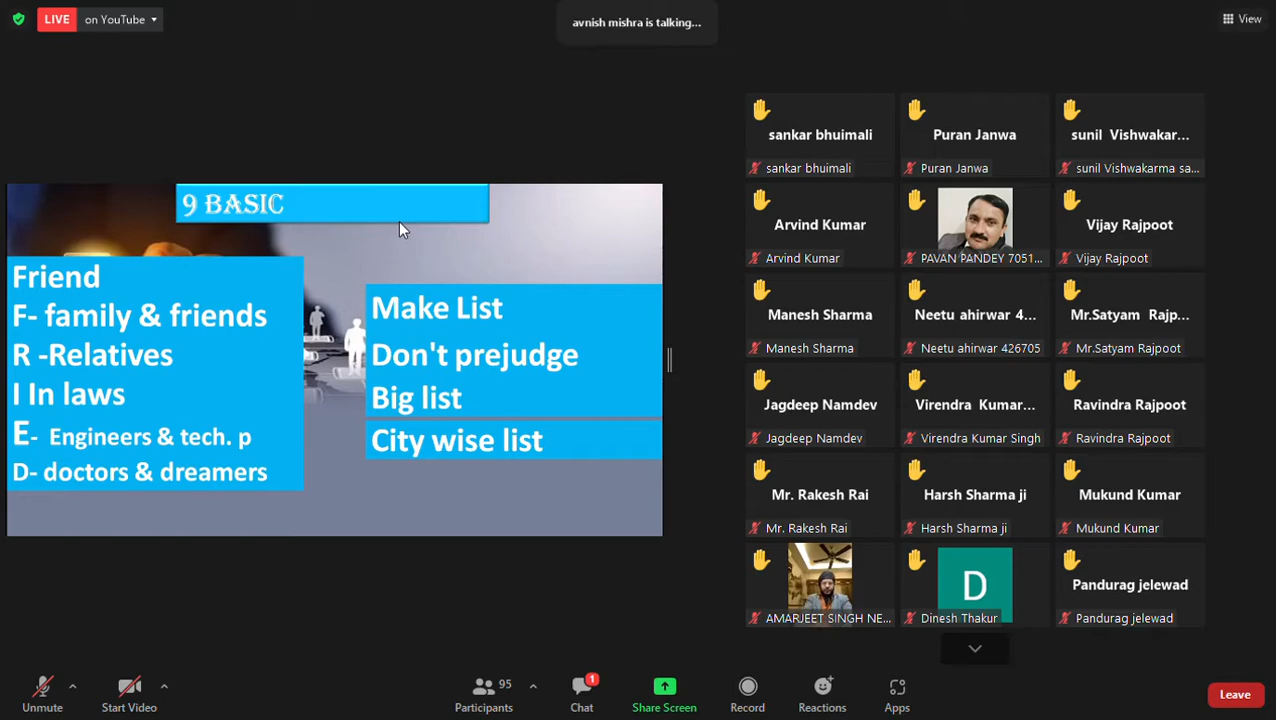 LIVE on YouTube
avnish mishra is talking...
View
9 BASIC
Friend
F- family & friends
R -Relatives
I In laws
E- Engineers & tech. p
D- doctors & dreamers
Make List
Don't prejudge
Big list
City wise list
sankar bhuimali
sankar bhuimali
Puran Janwa
Puran Janwa
sunil Vishwakar...
sunil Vishwakarma sa...
Arvind Kumar
Arvind Kumar
PAVAN PANDEY 7051...
Vijay Rajpoot
Vijay Rajpoot
Manesh Sharma
Manesh Sharma
Neetu ahirwar 4...
Neetu ahirwar 426705
Mr.Satyam Rajp...
Mr.Satyam Rajpoot
Jagdeep Namdev
Jagdeep Namdev
Virendra Kumar...
Virendra Kumar Singh
Ravindra Rajpoot
Ravindra Rajpoot
Mr. Rakesh Rai
Mr. Rakesh Rai
Harsh Sharma ji
Harsh Sharma ji
Mukund Kumar
Mukund Kumar
AMARJEET SINGH NE...
D
Dinesh Thakur
Pandurag jelewad
Pandurag jelewad
Unmute
Start Video
95
Participants
1
Chat
Share Screen
Record
Reactions
Apps
Leave